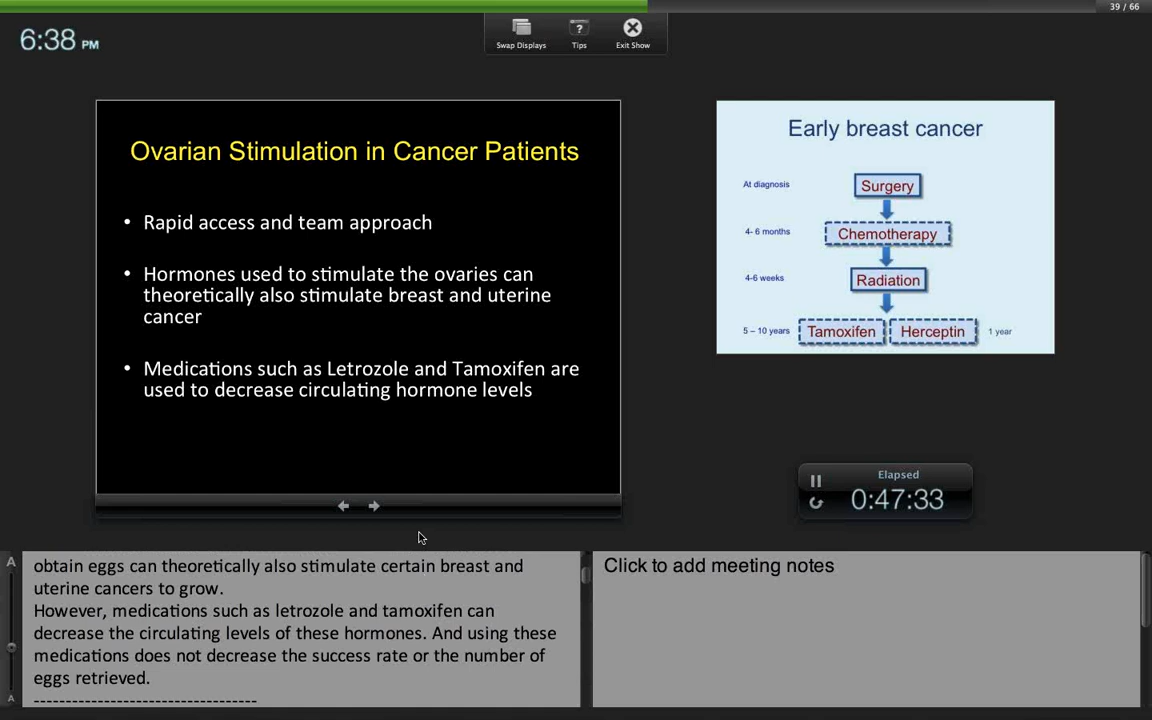 39 / 66
6:38 PM
Swap Displays
Tips
Exit Show
Ovarian Stimulation in Cancer Patients
• Rapid access and team approach
• Hormones used to stimulate the ovaries can
theoretically also stimulate breast and uterine
cancer
• Medications such as Letrozole and Tamoxifen are
used to decrease circulating hormone levels
Early breast cancer
At diagnosis
Surgery
4- 6 months
Chemotherapy
4-6 weeks
Radiation
5 – 10 years
Tamoxifen
Herceptin
1 year
Elapsed
0:47:33
A
obtain eggs can theoretically also stimulate certain breast and
uterine cancers to grow.
However, medications such as letrozole and tamoxifen can
decrease the circulating levels of these hormones. And using these
medications does not decrease the success rate or the number of
eggs retrieved.
-----------------------------------
A
Click to add meeting notes